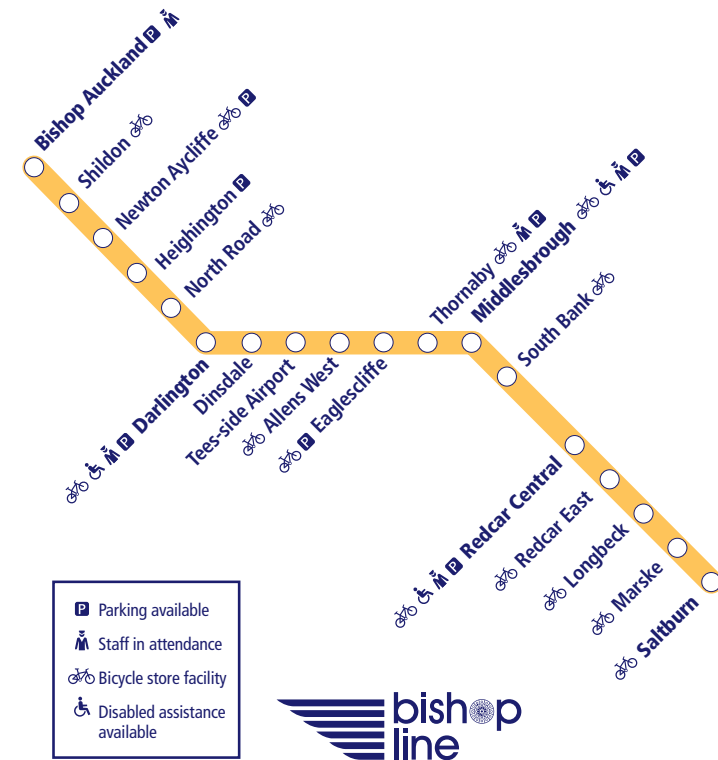 Bishop Auckland P
Shildon
Newton Aycliffe P
Heighington P
North Road
P Darlington
Dinsdale
Tees-side Airport
Allens West
P Eaglescliffe
Thornaby P
Middlesbrough P
South Bank
P Redcar Central
Redcar East
Longbeck
Marske
Saltburn
P Parking available
Staff in attendance
Bicycle store facility
Disabled assistance
available
bishop
line